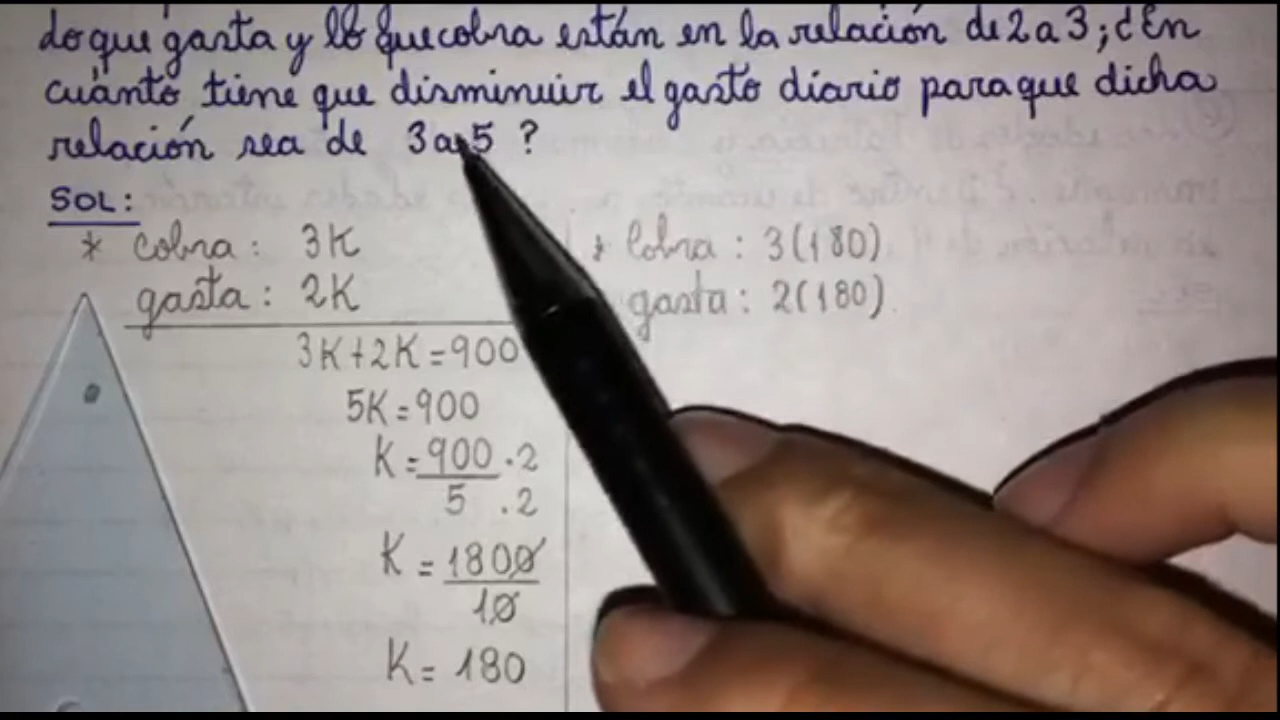 do que gasta y lo que cobra están en la relación de 2 a 3; ¿En
cuánto tiene que disminuir el gasto diario para que dicha
relación sea de 3 a 5 ?
SOL:
* cobra : 3K
gasta : 2K
3K+2K=900
5K=900
K=900 .2
5 .2
K = 1800
10
K = 180
* Cobra : 3(180)
gasta : 2(180)